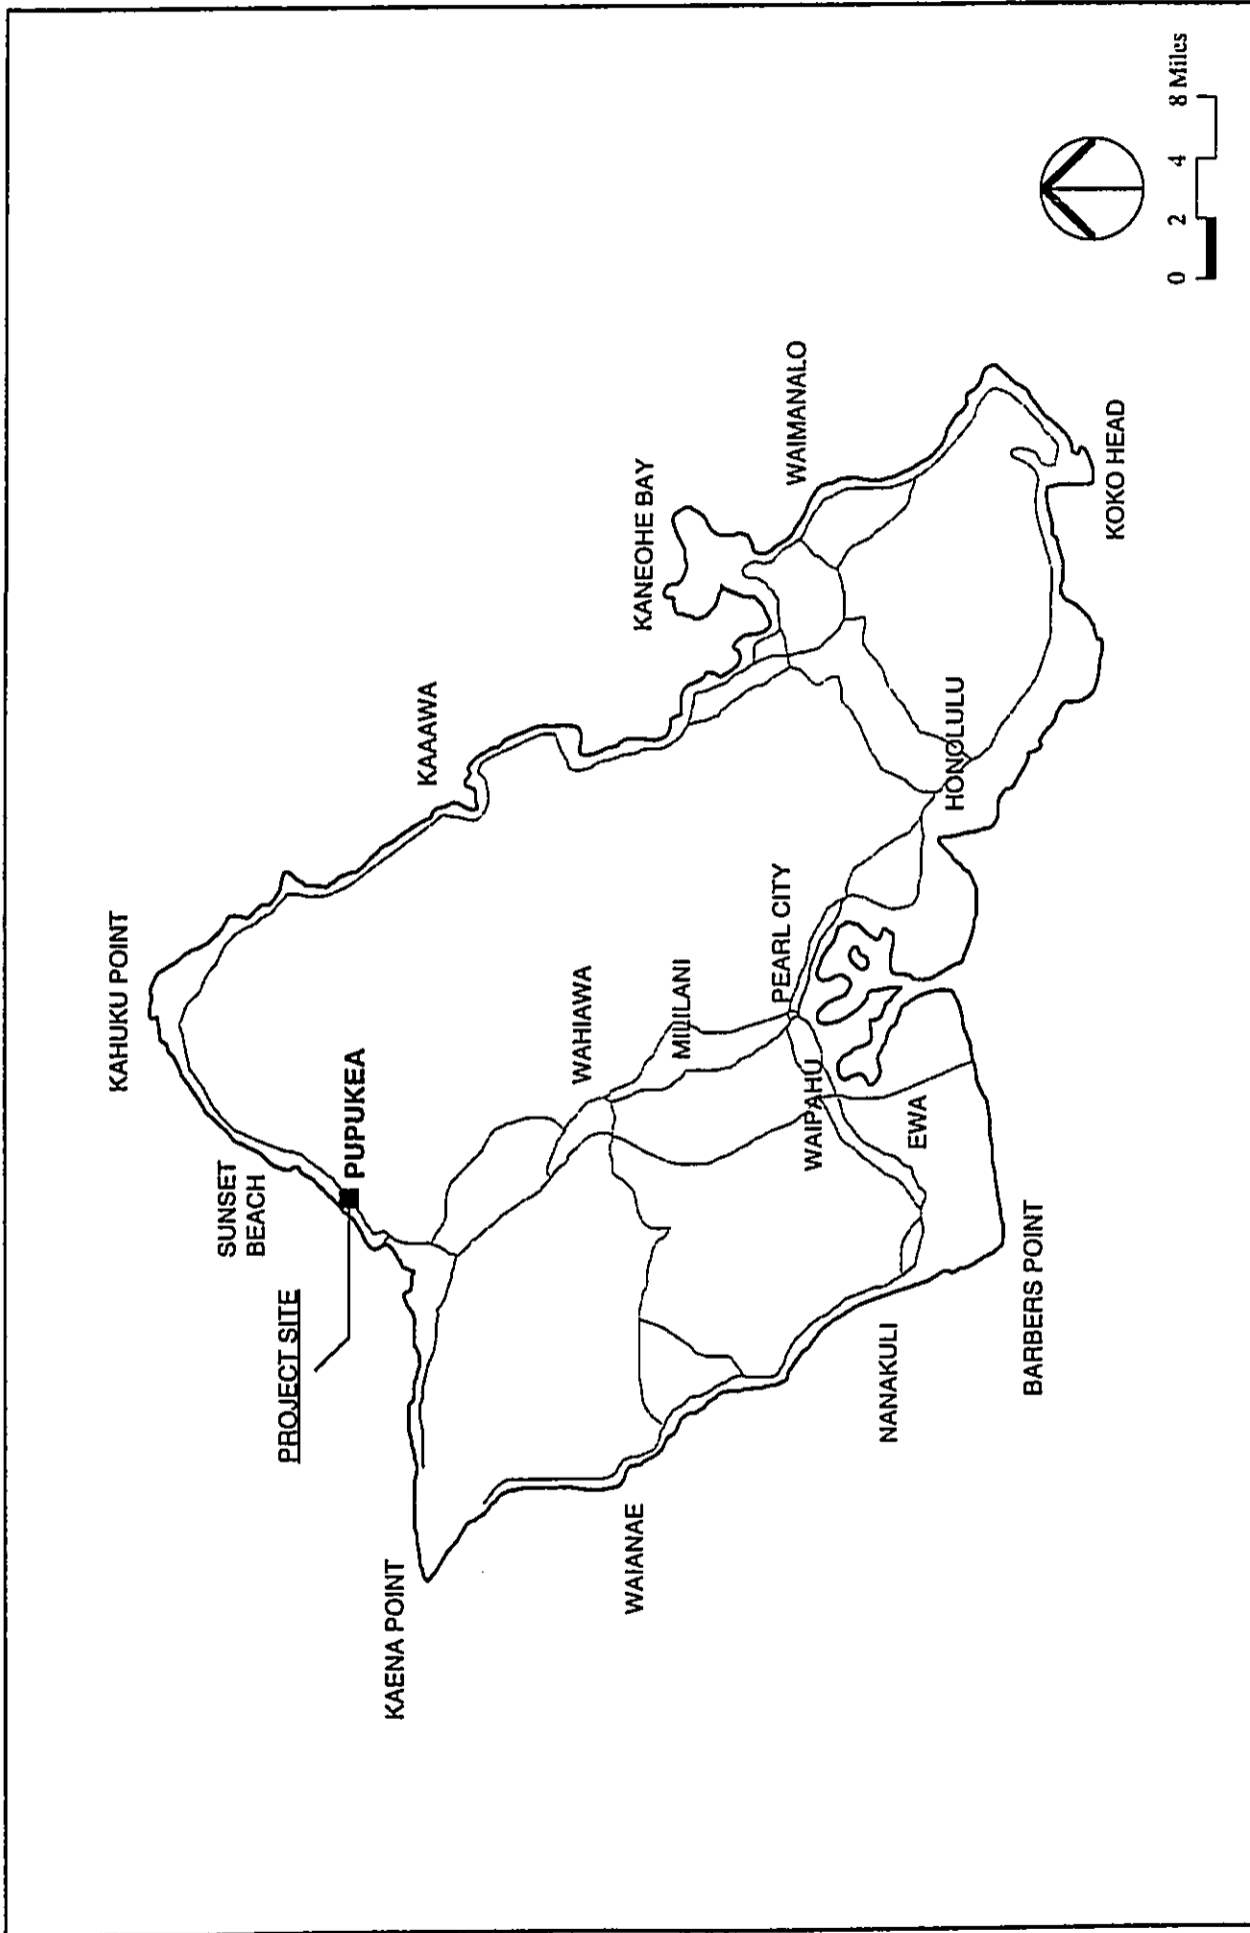 KAHUKU POINT
SUNSET
BEACH
PUPUKEA
PROJECT SITE
KAENA POINT
KAAAWA
WAHIAWA
MILILANI
WAIANAE
KANEOHE BAY
PEARL CITY
WAIMANALO
WAIPAHU
NANAKULI
EWA
HONOLULU
BARBERS POINT
KOKO HEAD
0 2 4 8 Miles